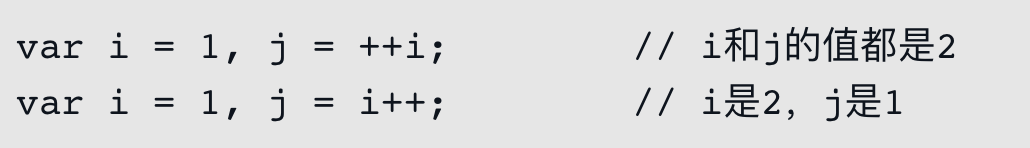 var i = 1, j = ++i;        // i和j的值都是2
var i = 1, j = i++;        // i是2, j是1